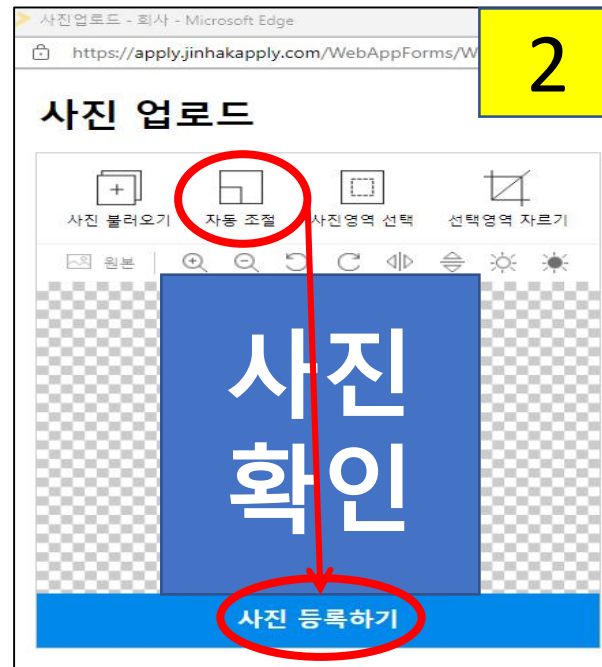 사진업로드 - 회사 - Microsoft Edge
https://apply.jinhakapply.com/WebAppForms/W
2
사진 업로드
사진 불러오기 자동 조절 사진영역 선택 선택영역 자르기
원본
사진
확인
사진 등록하기